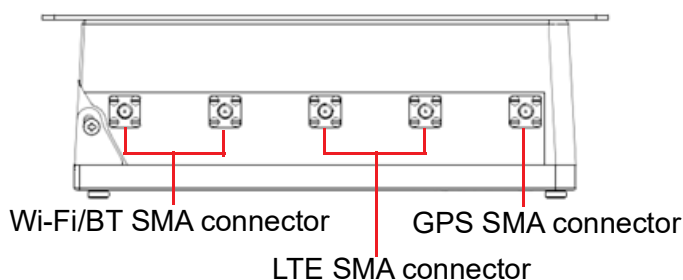 Wi-Fi/BT SMA connector
GPS SMA connector
LTE SMA connector